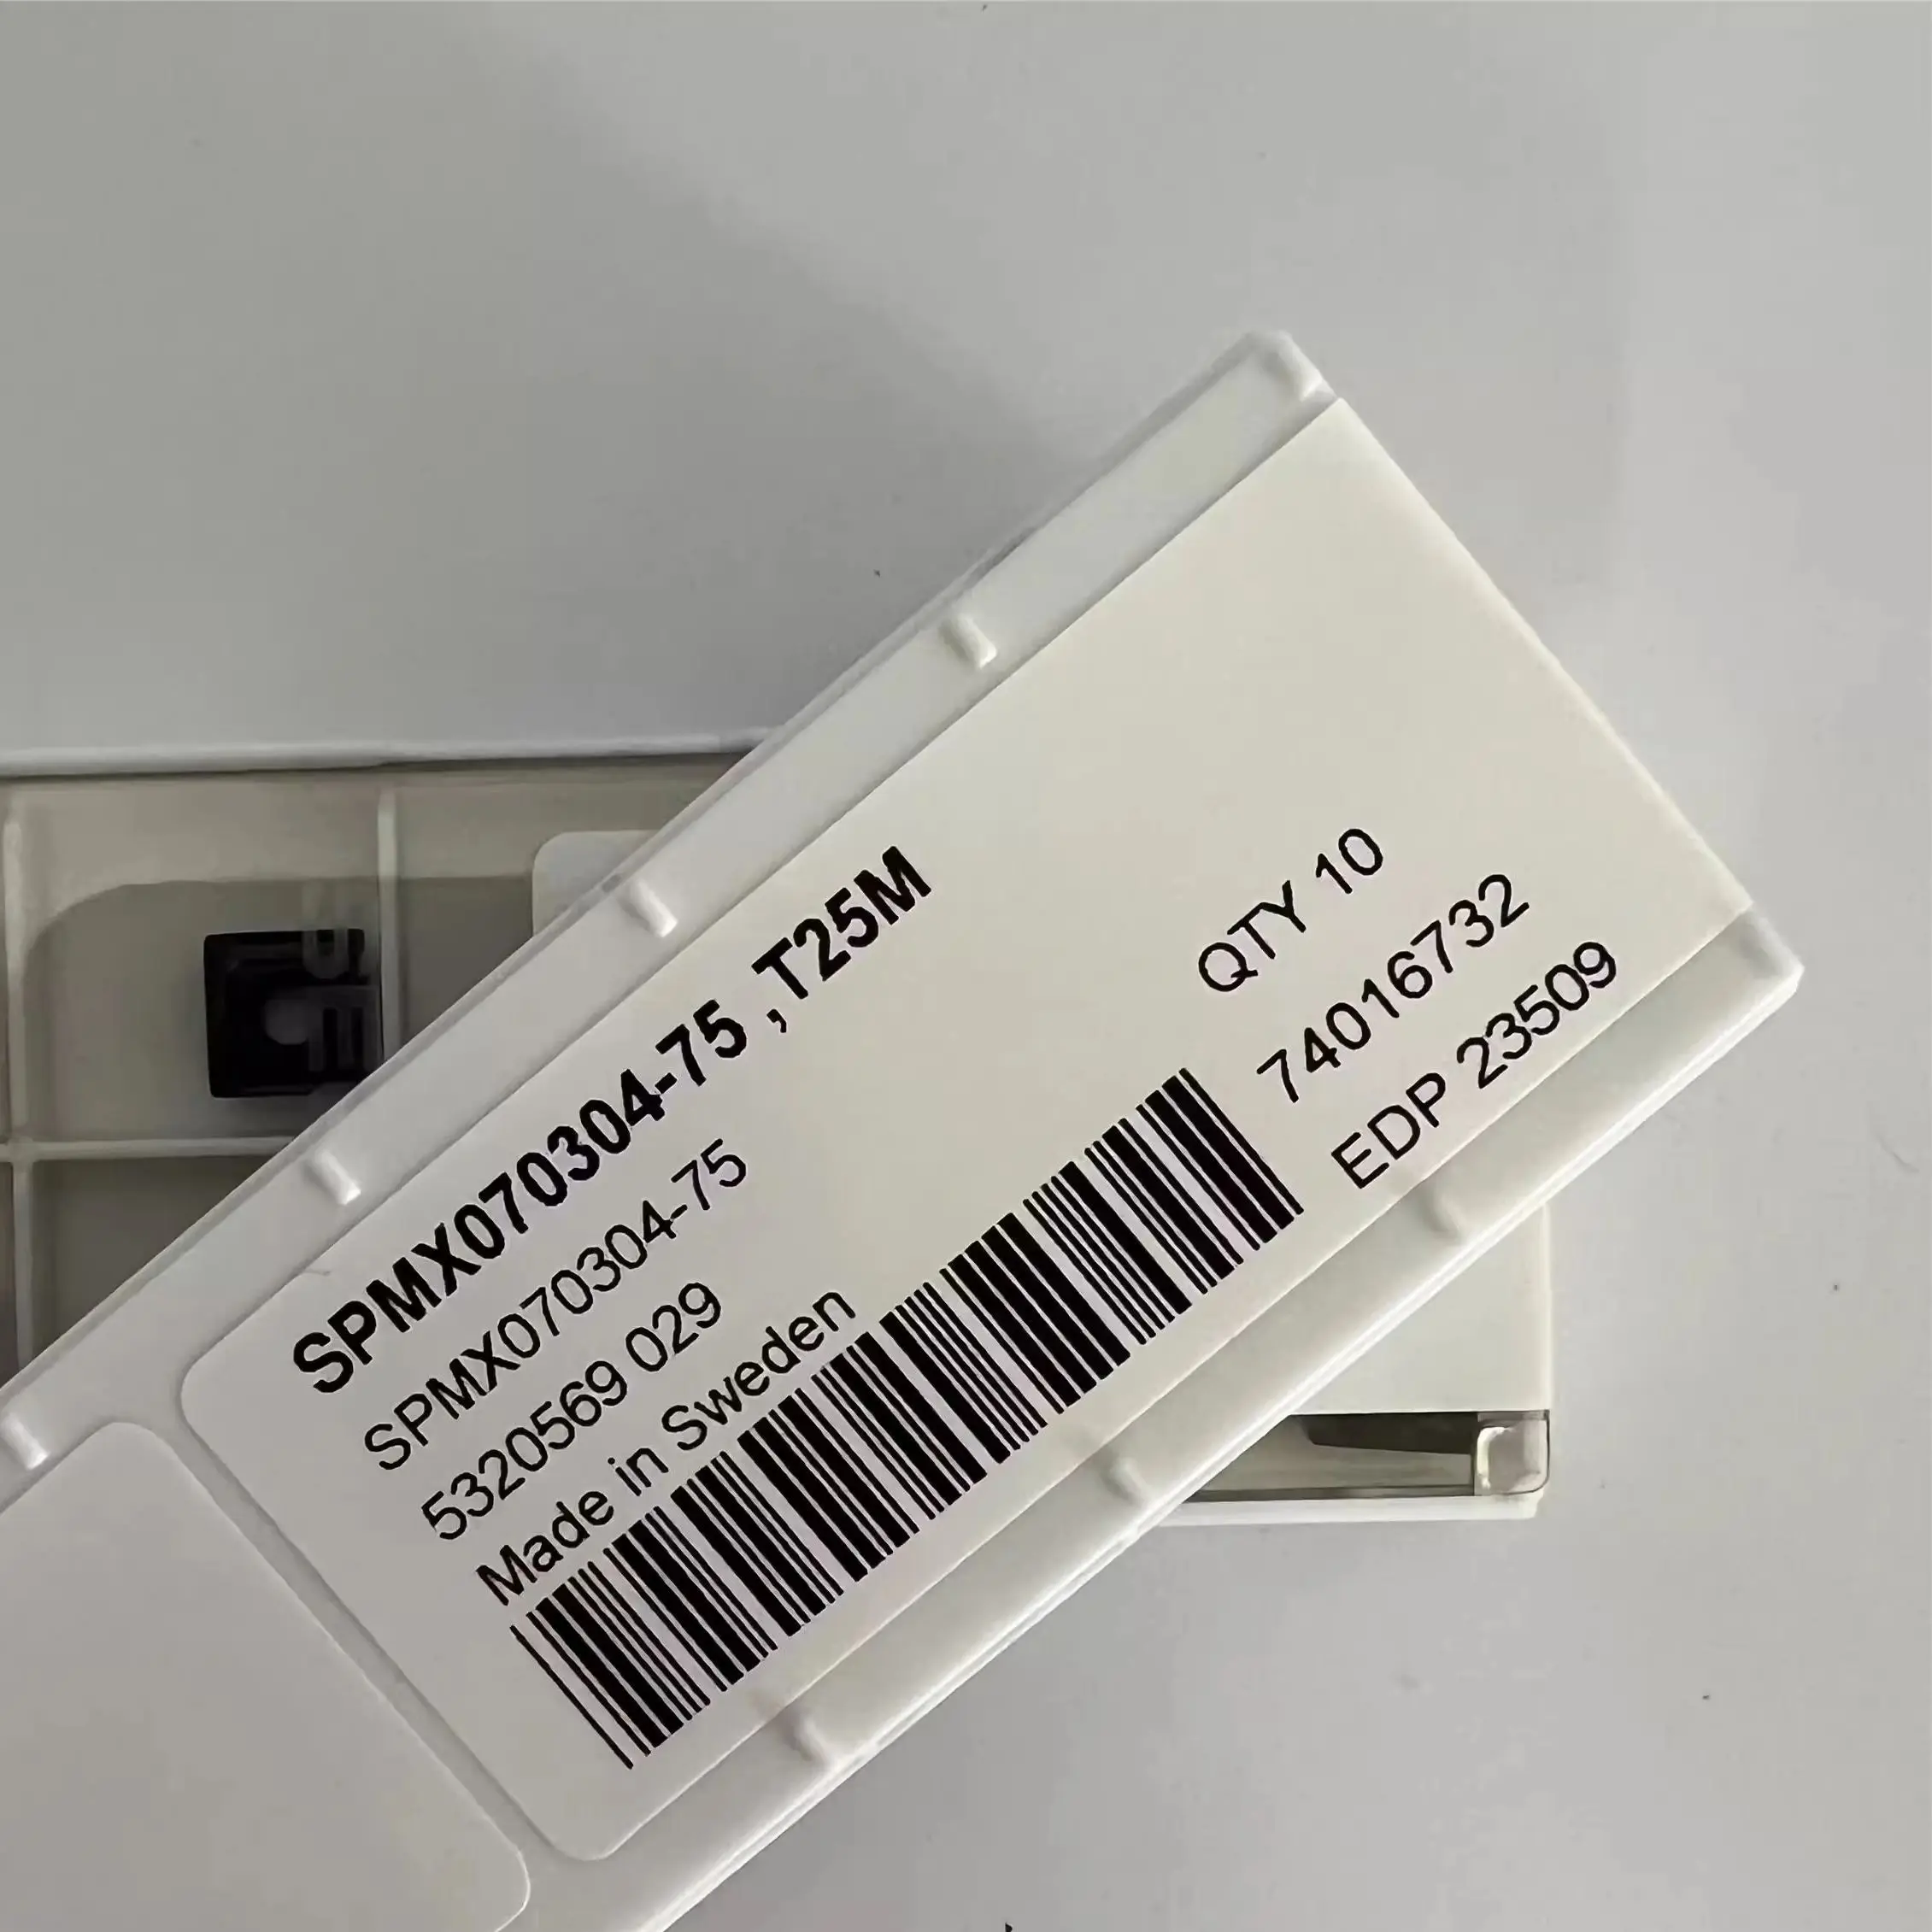 SPMX070304-75 ,T25M
SPMX070304-75
5320569 029
Made in Sweden
QTY 10
74016732
EDP 23509